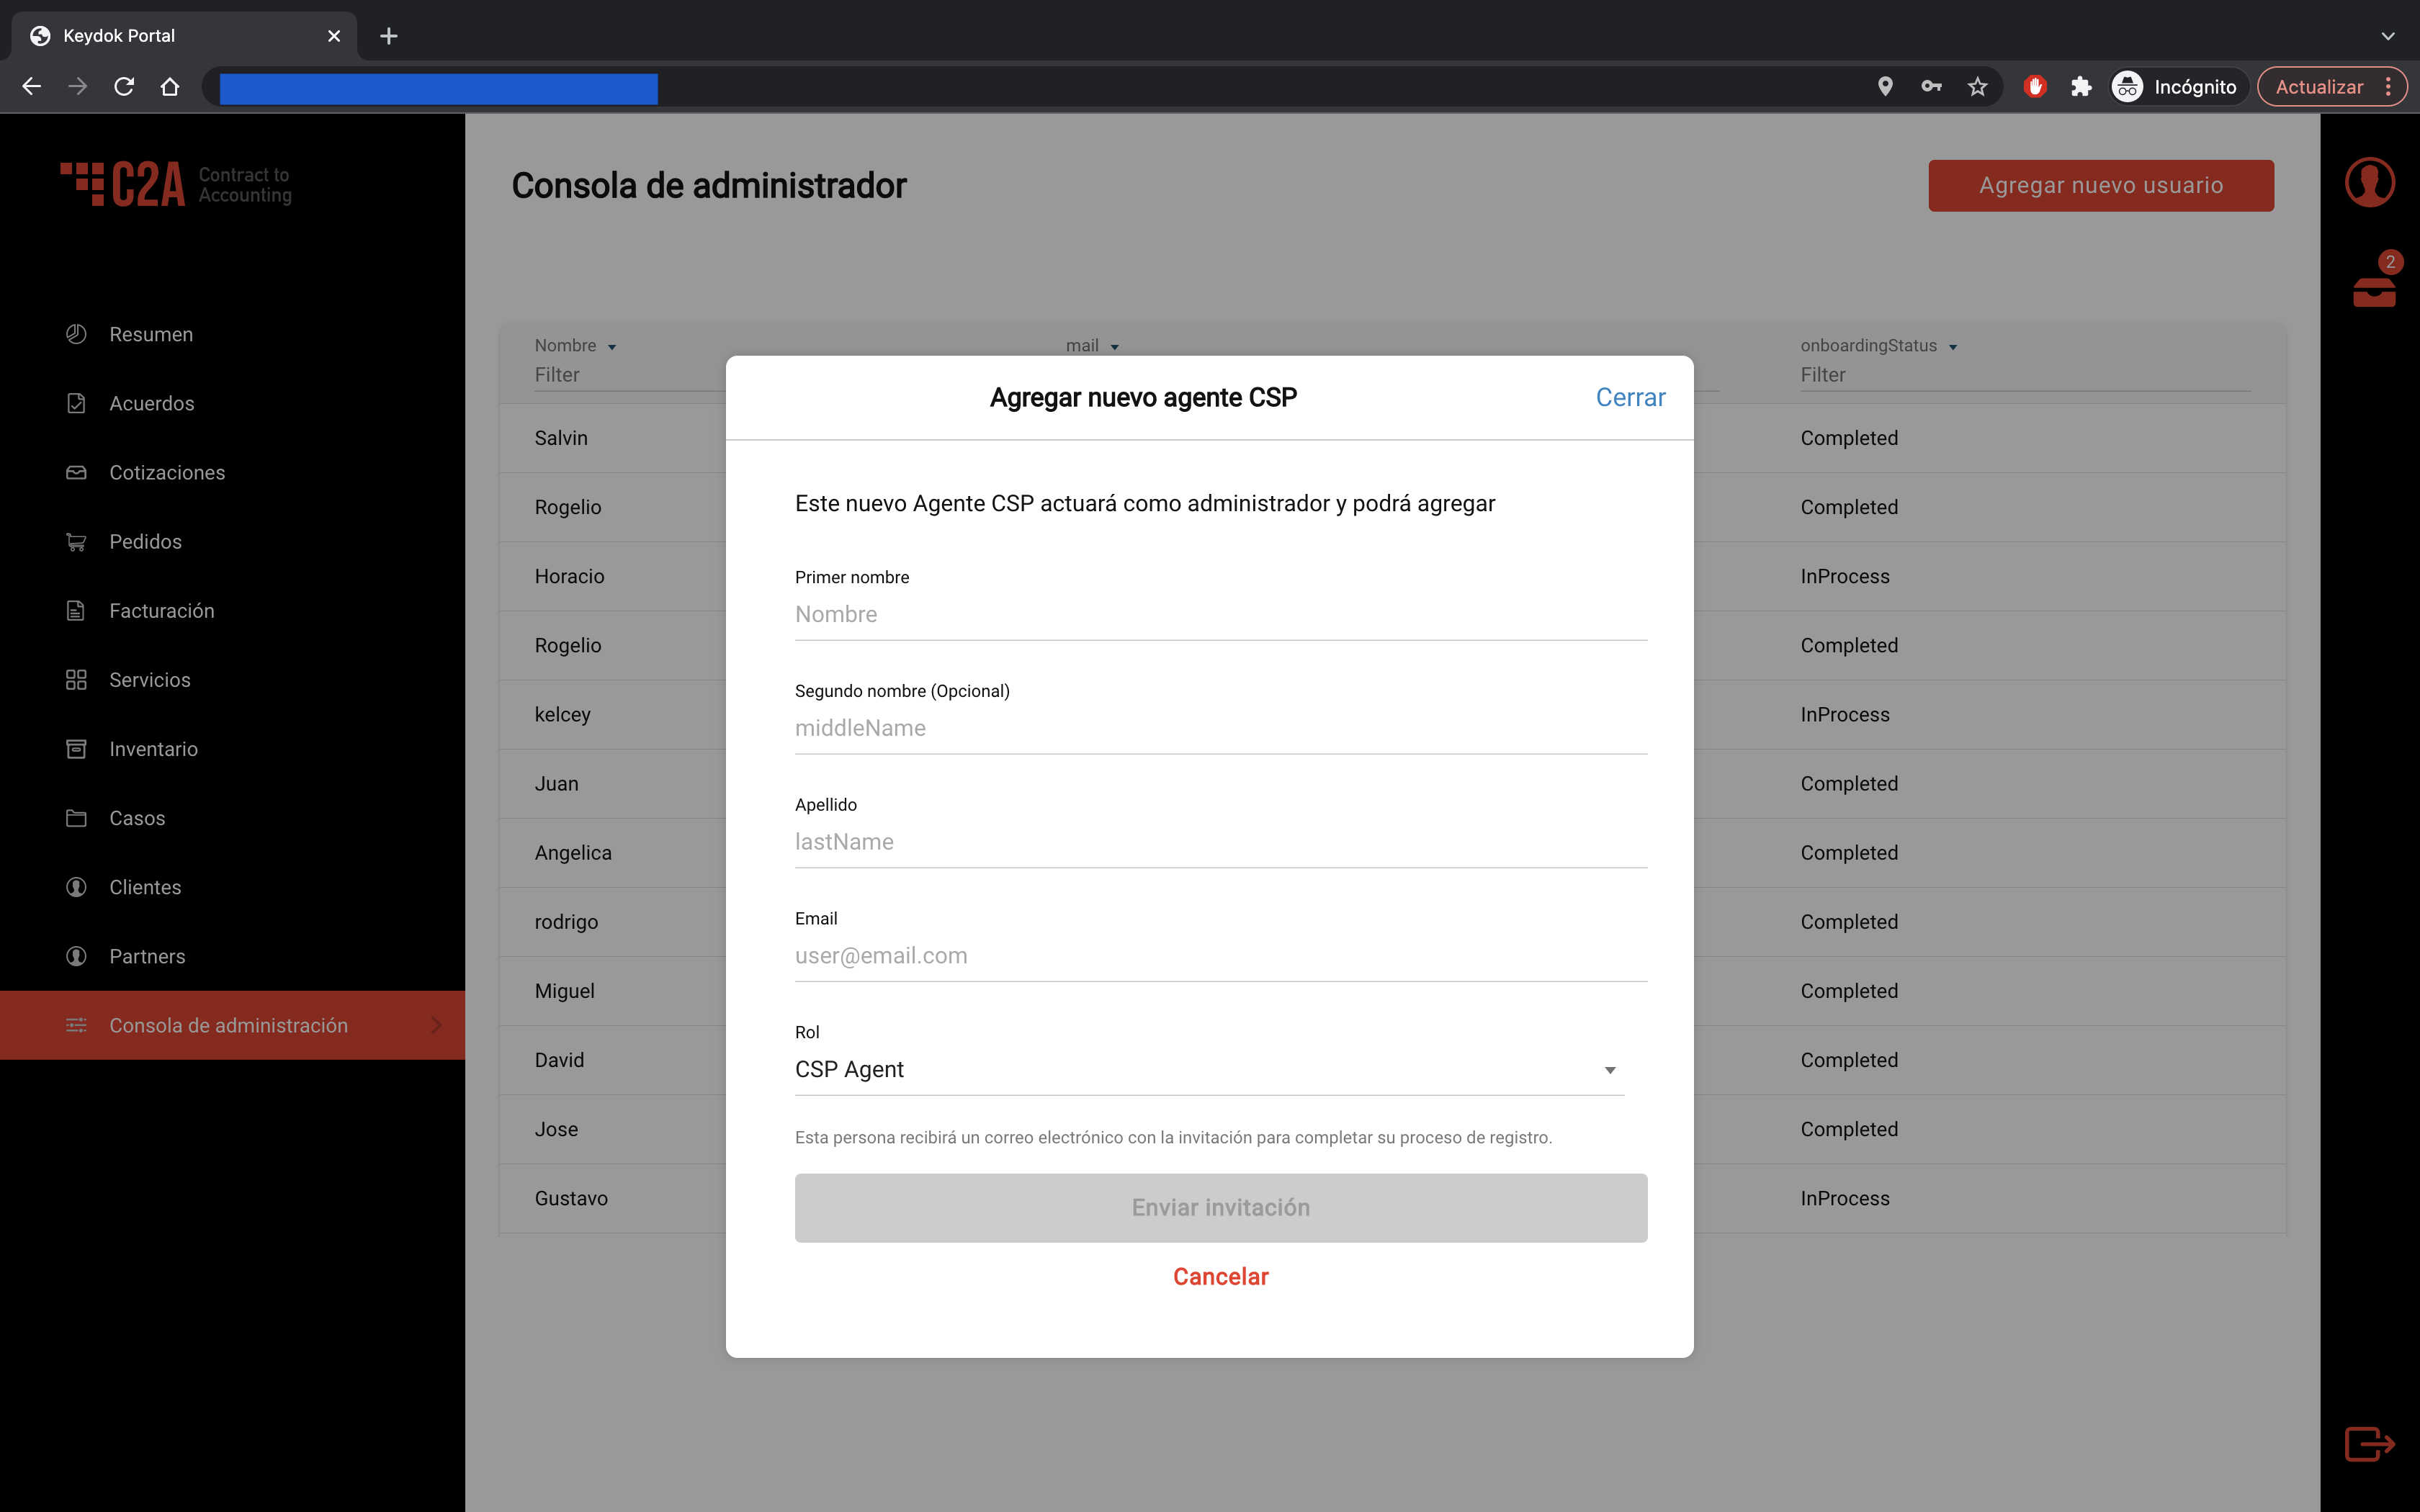 Keydok Portal
Incógnito
Actualizar
C2A Contract to
Accounting
Resumen
Acuerdos
Cotizaciones
Pedidos
Facturación
Servicios
Inventario
Casos
Clientes
Partners
Consola de administración
Consola de administrador
Agregar nuevo usuario
2
Nombre mail onboardingStatus
Filter Filter
Salvin Completed
Rogelio Completed
Horacio InProcess
Rogelio Completed
kelcey InProcess
Juan Completed
Angelica Completed
rodrigo Completed
Miguel Completed
David Completed
Jose Completed
Gustavo InProcess
Agregar nuevo agente CSP
Cerrar
Este nuevo Agente CSP actuará como administrador y podrá agregar
Primer nombre
Nombre
Segundo nombre (Opcional)
middleName
Apellido
lastName
Email
user@email.com
Rol
CSP Agent
Esta persona recibirá un correo electrónico con la invitación para completar su proceso de registro.
Enviar invitación
Cancelar